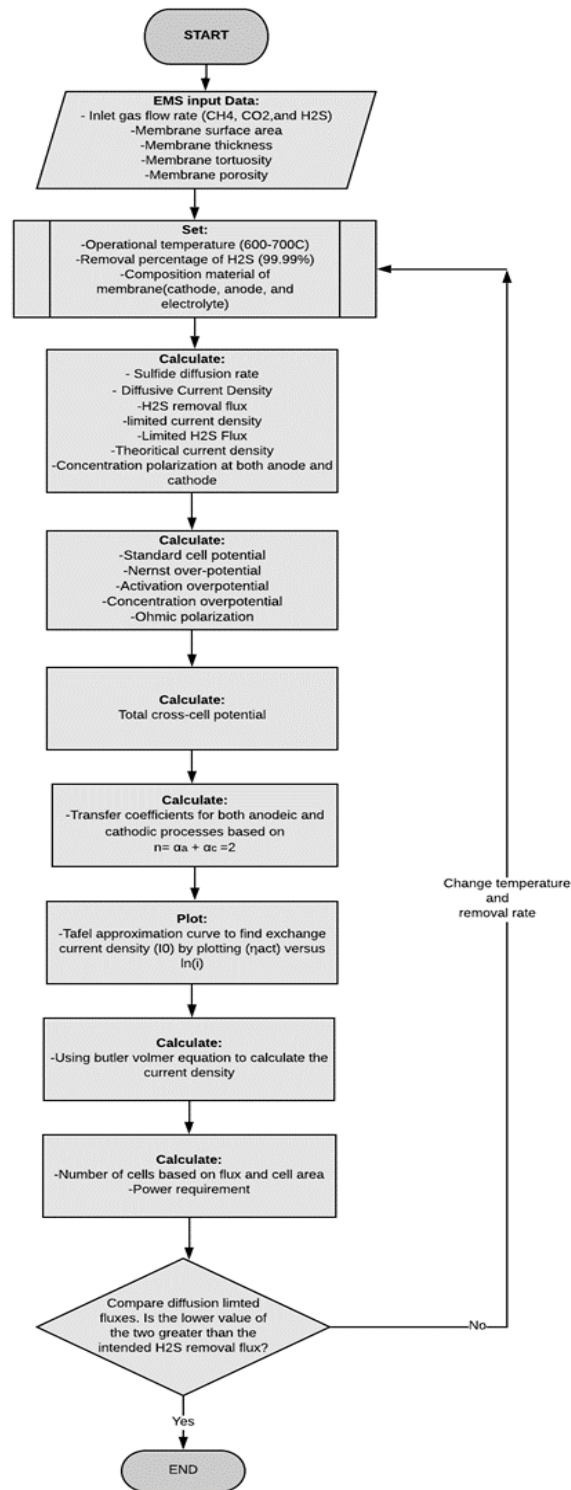 START
EMS input Data:
- Inlet gas flow rate (CH4, CO2,and H2S)
-Membrane surface area
-Membrane thickness
-Membrane tortuosity
-Membrane porosity
Set:
-Operational temperature (600-700C)
-Removal percentage of H2S (99.99%)
-Composition material of
membrane(cathode, anode, and
electrolyte)
Calculate:
- Sulfide diffusion rate
- Diffusive Current Density
-H2S removal flux
-limited current density
-Limited H2S Flux
-Theoritical current density
-Concentration polarization at both anode and
cathode
Calculate:
-Standard cell potential
-Nernst over-potential
-Activation overpotential
-Concentration overpotential
-Ohmic polarization
Calculate:
Total cross-cell potential
Calculate:
-Transfer coefficients for both anodeic and
cathodic processes based on
n= αa + αc =2
Plot:
-Tafel approximation curve to find exchange
current density (I0) by plotting (ηact) versus
ln(i)
Calculate:
-Using butler volmer equation to calculate the
current density
Calculate:
-Number of cells based on flux and cell area
-Power requirement
Compare diffusion limted
fluxes. Is the lower value of
the two greater than the
intended H2S removal flux?
No
Change temperature
and
removal rate
Yes
END